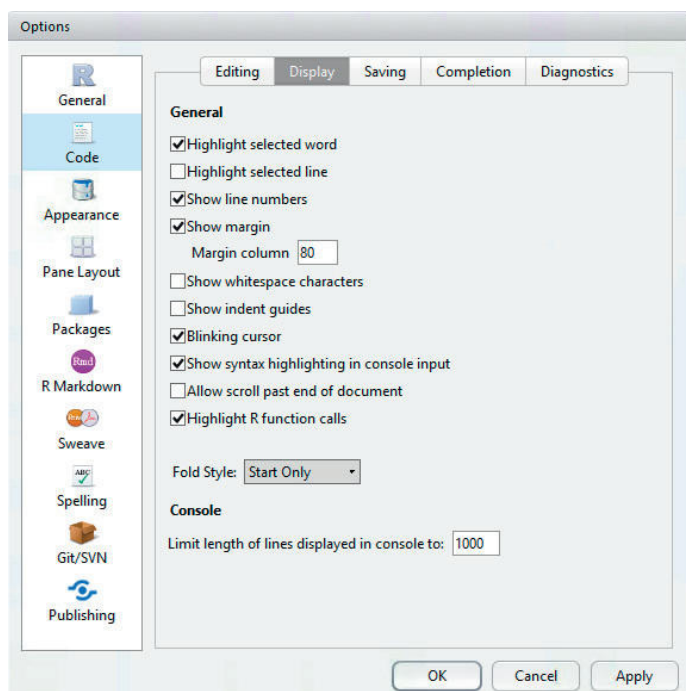 Options
General
Code
Appearance
Pane Layout
Packages
Rmd
R Markdown
Sweave
ABC
Spelling
Git/SVN
Publishing
Editing Display Saving Completion Diagnostics
General
Highlight selected word
Highlight selected line
Show line numbers
Show margin
Margin column 80
Show whitespace characters
Show indent guides
Blinking cursor
Show syntax highlighting in console input
Allow scroll past end of document
Highlight R function calls
Fold Style: Start Only
Console
Limit length of lines displayed in console to: 1000
OK Cancel Apply